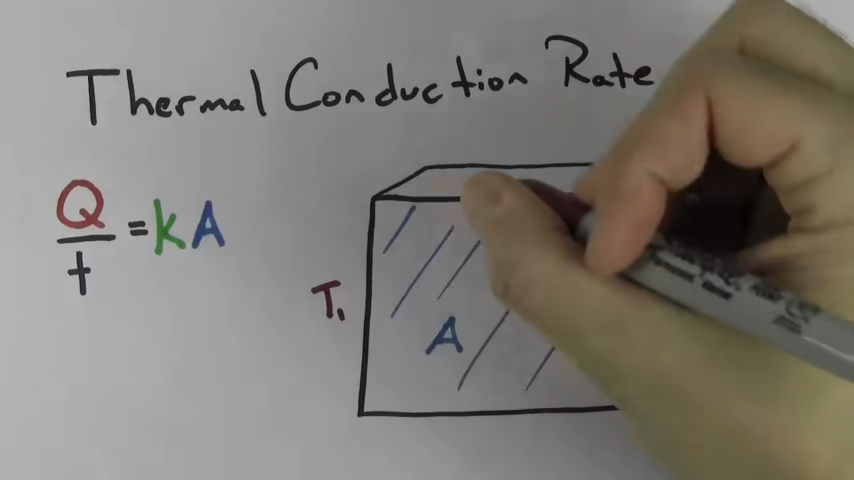 Thermal Conduction Rate
Q/t = kA
T₁
A